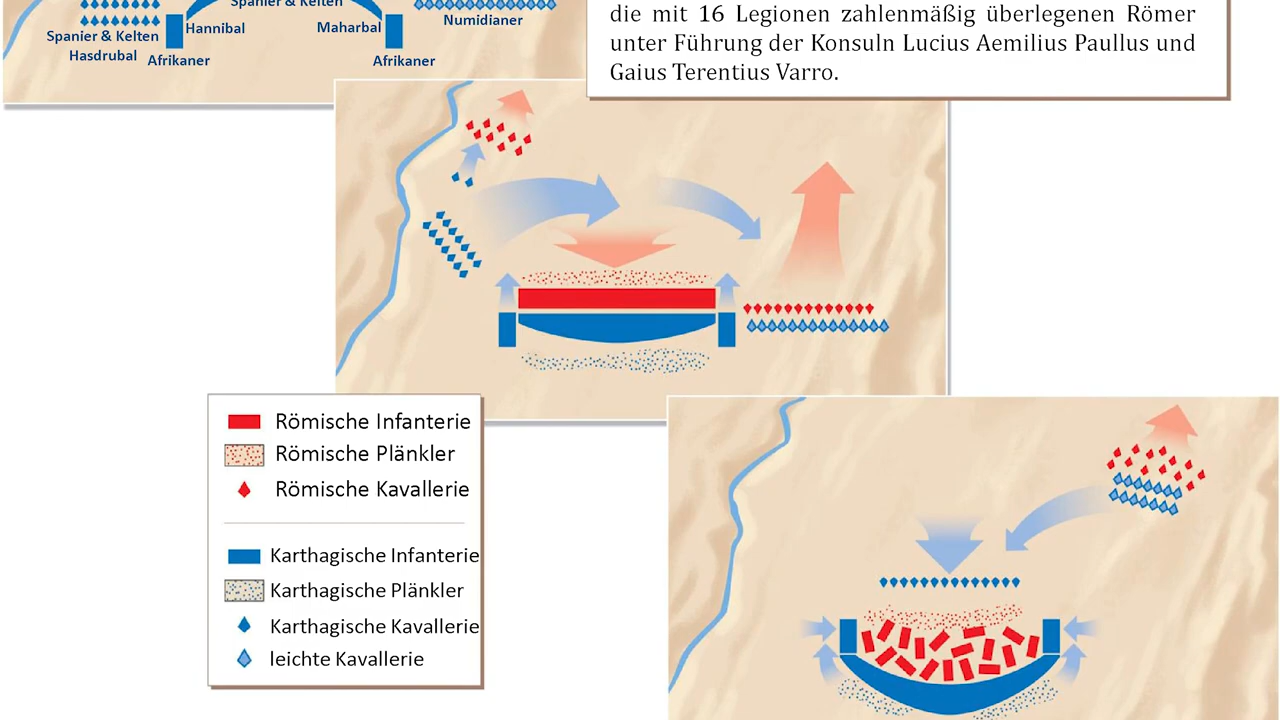 Spanier & Kelten
Numidianer
Spanier & Kelten
Hannibal
Maharbal
Hasdrubal
Afrikaner
Afrikaner
die mit 16 Legionen zahlenmäßig überlegenen Römer
unter Führung der Konsuln Lucius Aemilius Paullus und
Gaius Terentius Varro.
Römische Infanterie
Römische Plänkler
Römische Kavallerie
Karthagische Infanterie
Karthagische Plänkler
Karthagische Kavallerie
leichte Kavallerie